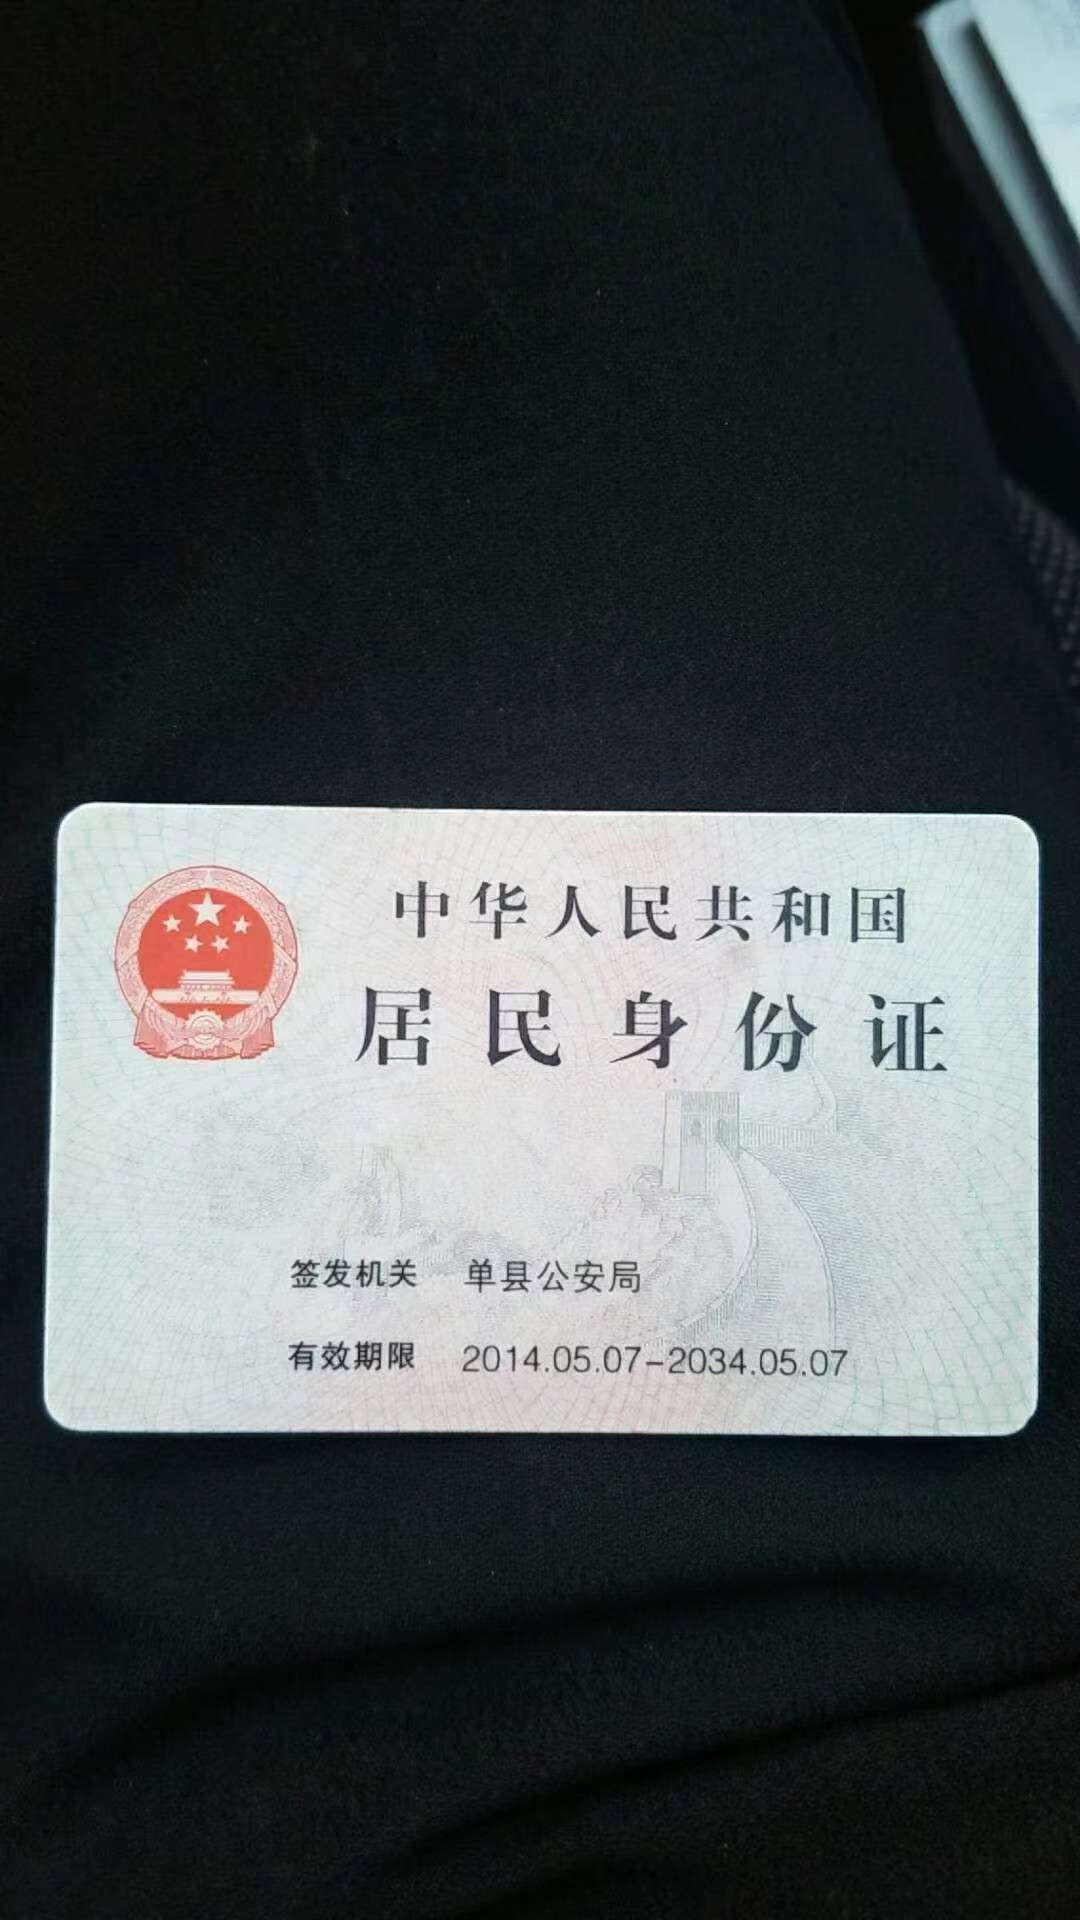 中华人民共和国
居民身份证
签发机关 单县公安局
有效期限 2014.05.07-2034.05.07